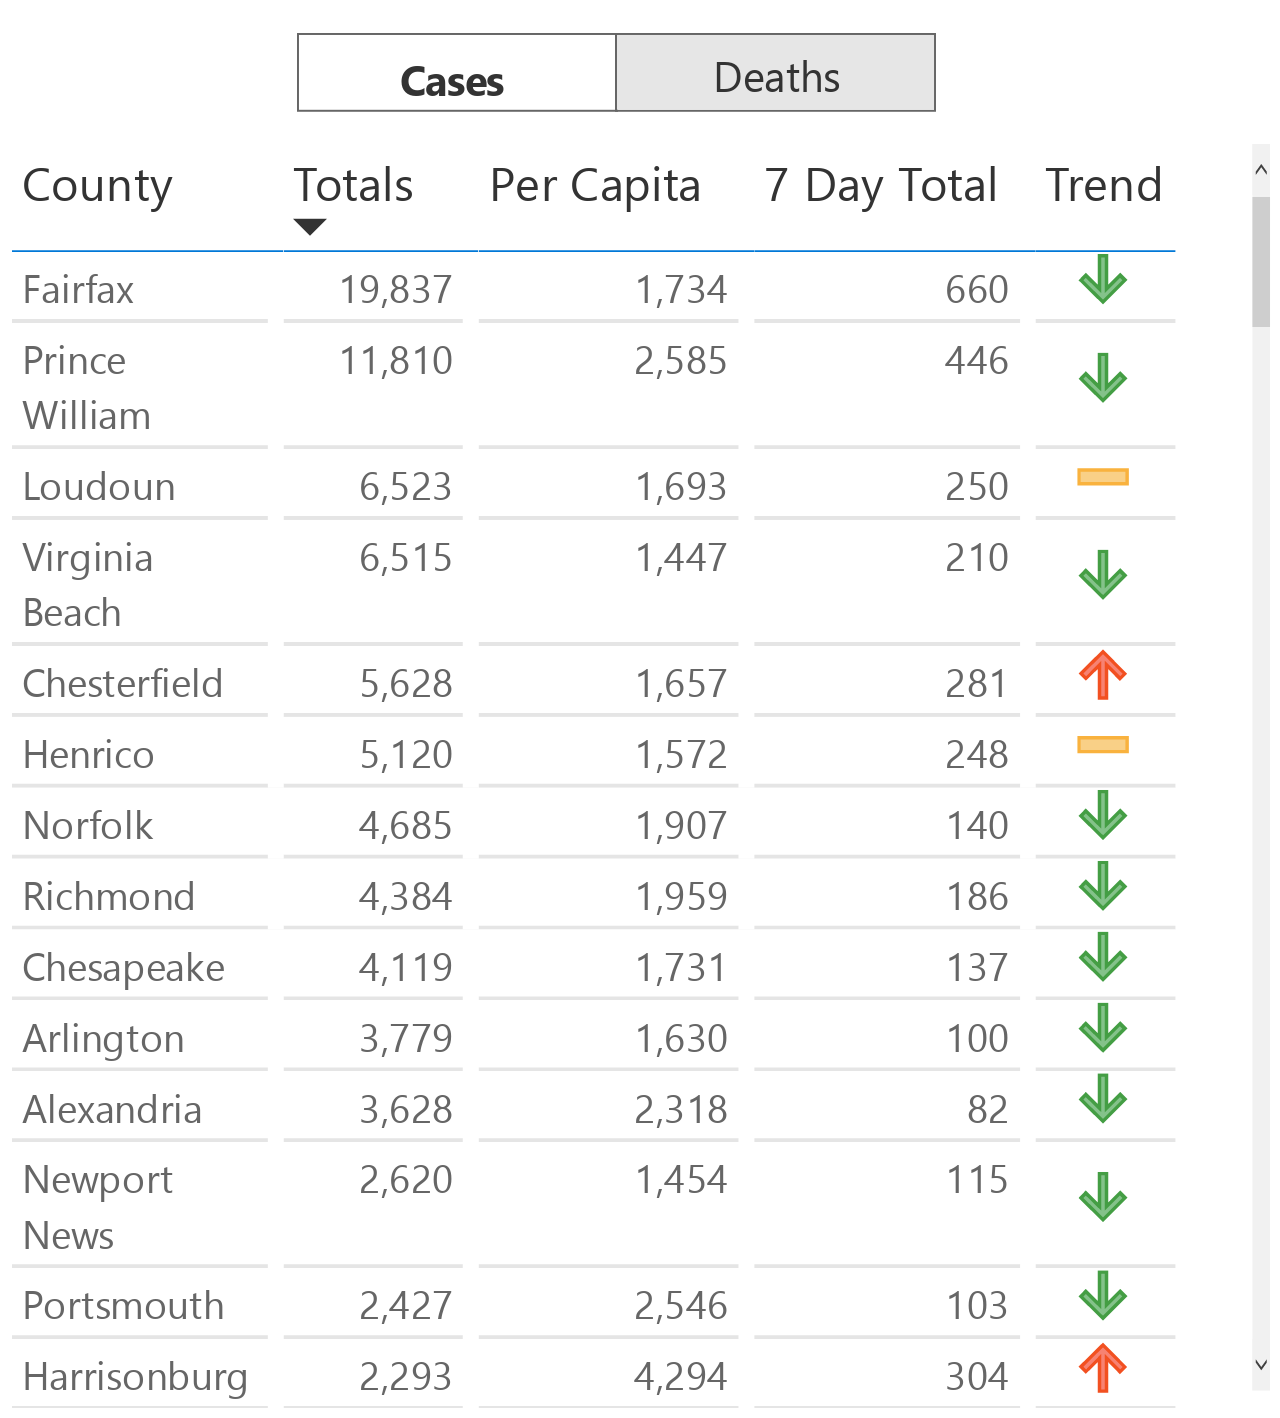 Cases Deaths
County Totals Per Capita 7 Day Total Trend
Fairfax 19,837 1,734 660
Prince 11,810 2,585 446
William
Loudoun 6,523 1,693 250
Virginia 6,515 1,447 210
Beach
Chesterfield 5,628 1,657 281
Henrico 5,120 1,572 248
Norfolk 4,685 1,907 140
Richmond 4,384 1,959 186
Chesapeake 4,119 1,731 137
Arlington 3,779 1,630 100
Alexandria 3,628 2,318 82
Newport 2,620 1,454 115
News
Portsmouth 2,427 2,546 103
Harrisonburg 2,293 4,294 304